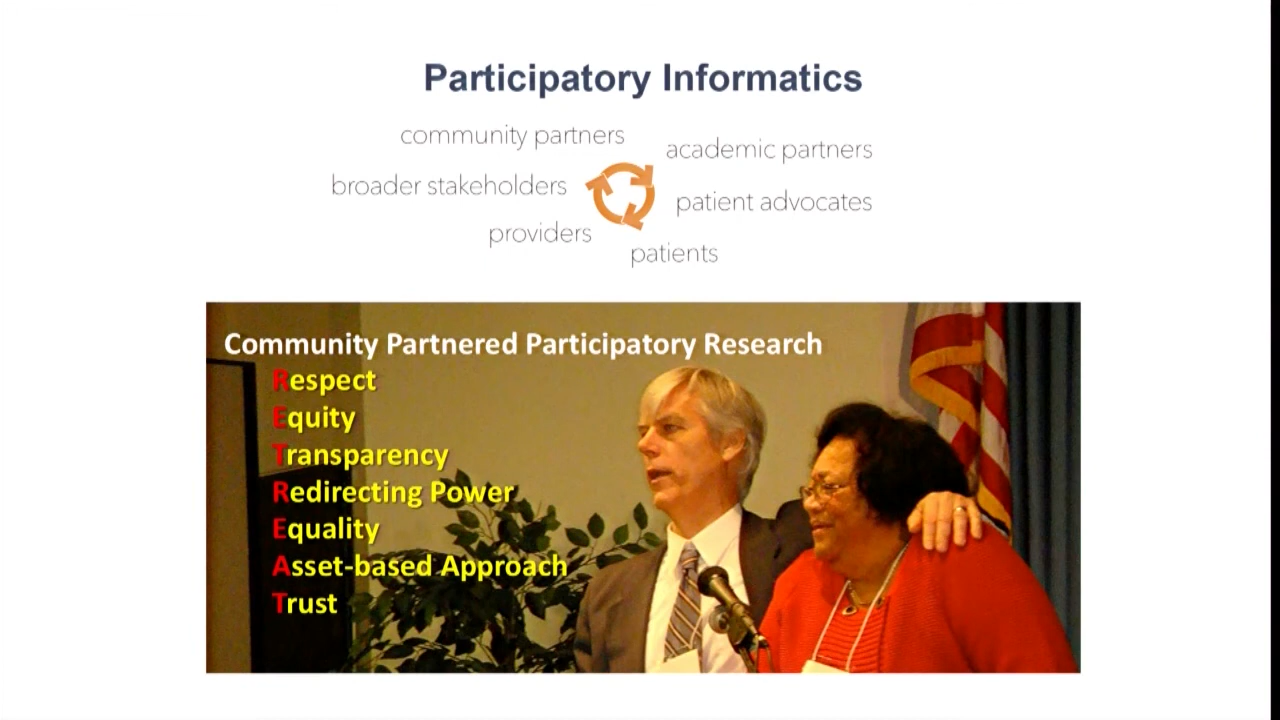 Participatory Informatics
community partners
academic partners
broader stakeholders
patient advocates
providers
patients
Community Partnered Participatory Research
Respect
Equity
Transparency
Redirecting Power
Equality
Asset-based Approach
Trust